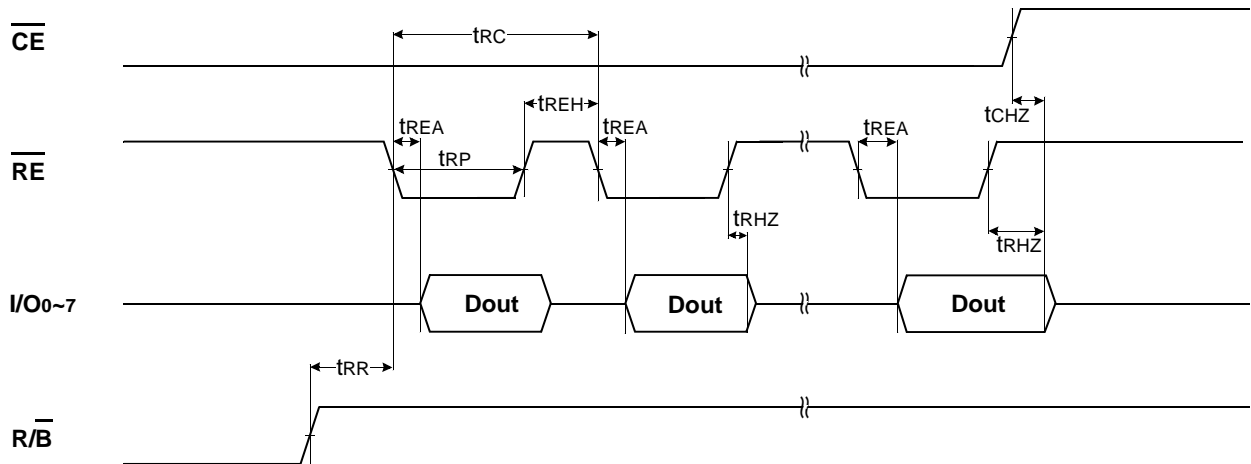 CE
tRC
tREH
tCHZ
tREA
tREA
tREA
RE
tRP
tRHZ
tRHZ
I/O0~7
Dout
Dout
Dout
tRR
R/B